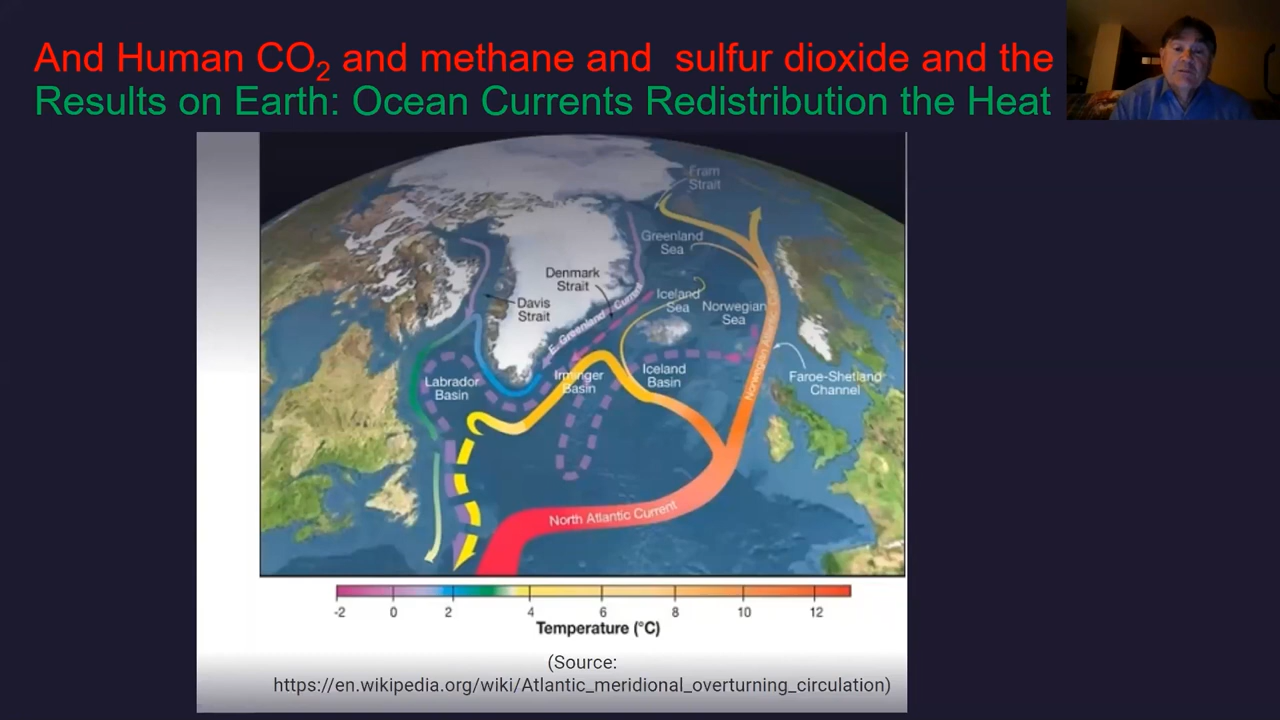 And Human CO₂ and methane and  sulfur dioxide and the
Results on Earth: Ocean Currents Redistribution the Heat
Fram
Strait
Greenland
Sea
Denmark
Strait
Iceland
Sea
Norwegian
Sea
Davis
Strait
E. Greenland Current
Labrador
Basin
Irminger
Basin
Iceland
Basin
Faroe-Shetland
Channel
Norwegian
North Atlantic Current
-2 0 2 4 6 8 10 12
Temperature (°C)
(Source:
https://en.wikipedia.org/wiki/Atlantic_meridional_overturning_circulation)